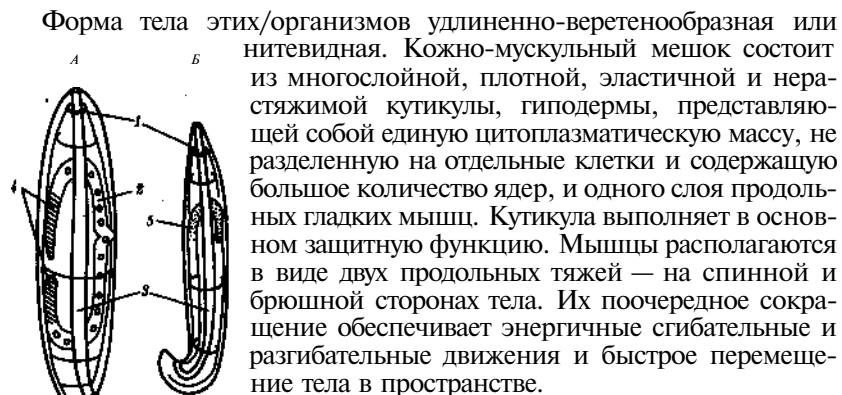 Форма тела этих/организмов удлиненно-веретенообразная или
нитевидная. Кожно-мускульный мешок состоит
А Б
из многослойной, плотной, эластичной и нера-
стяжимой кутикулы, гиподермы, представляю-
щей собой единую цитоплазматическую массу, не
разделенную на отдельные клетки и содержащую
большое количество ядер, и одного слоя продоль-
ных гладких мышц. Кутикула выполняет в основ-
ном защитную функцию. Мышцы располагаются
в виде двух продольных тяжей — на спинной и
брюшной сторонах тела. Их поочередное сокра-
щение обеспечивает энергичные сгибательные и
разгибательные движения и быстрое перемеще-
ние тела в пространстве.
1
4 2
5
3